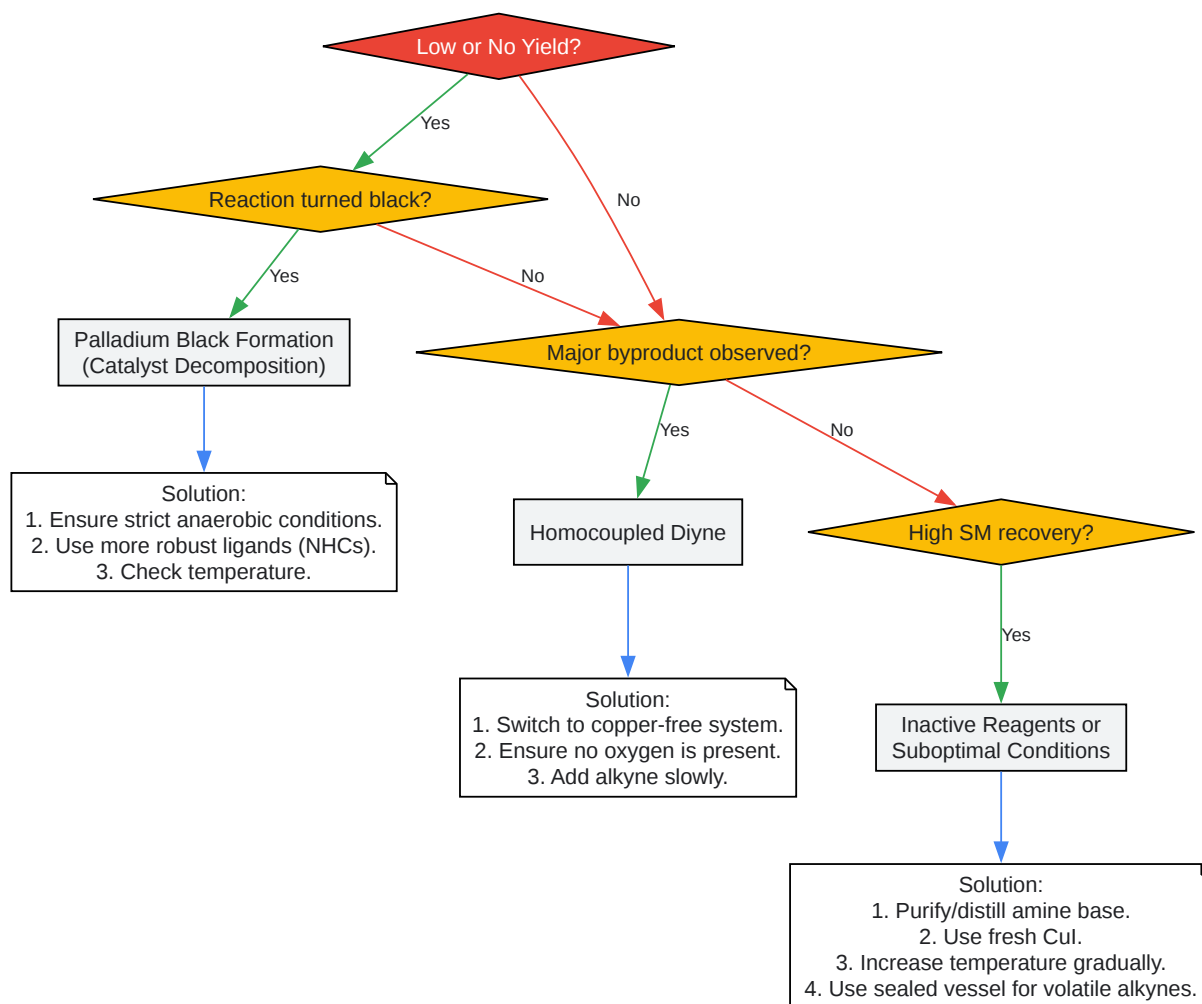 Low or No Yield?
Yes
No
Reaction turned black?
Yes
No
Palladium Black Formation
(Catalyst Decomposition)
Major byproduct observed?
Yes
No
Solution:
1. Ensure strict anaerobic conditions.
2. Use more robust ligands (NHCs).
3. Check temperature.
Homocoupled Diyne
High SM recovery?
Yes
Solution:
1. Switch to copper-free system.
2. Ensure no oxygen is present.
3. Add alkyne slowly.
Inactive Reagents or
Suboptimal Conditions
Solution:
1. Purify/distill amine base.
2. Use fresh CuI.
3. Increase temperature gradually.
4. Use sealed vessel for volatile alkynes.